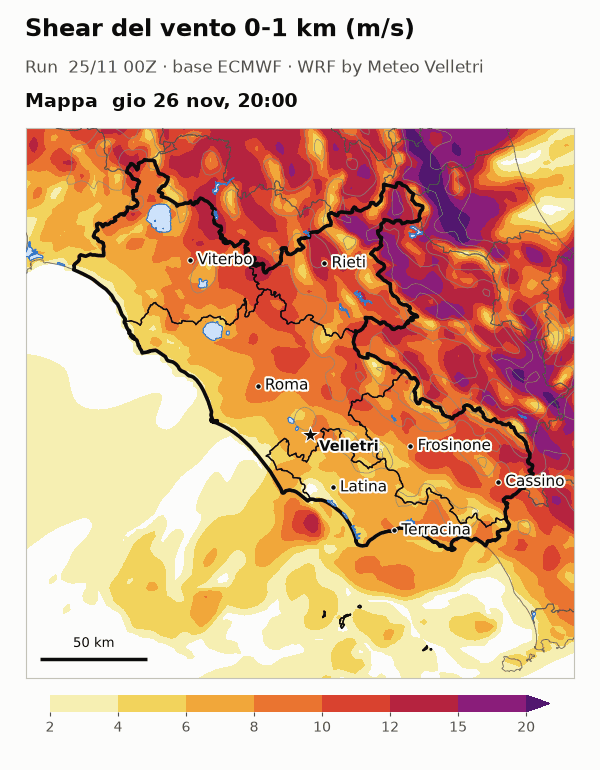 Shear del vento 0-1 km (m/s)
Run  25/11 00Z · base ECMWF · WRF by Meteo Velletri
Mappa  gio 26 nov, 20:00
Viterbo
Rieti
Roma
Velletri
Frosinone
Cassino
Latina
Terracina
50 km
2 4 6 8 10 12 15 20